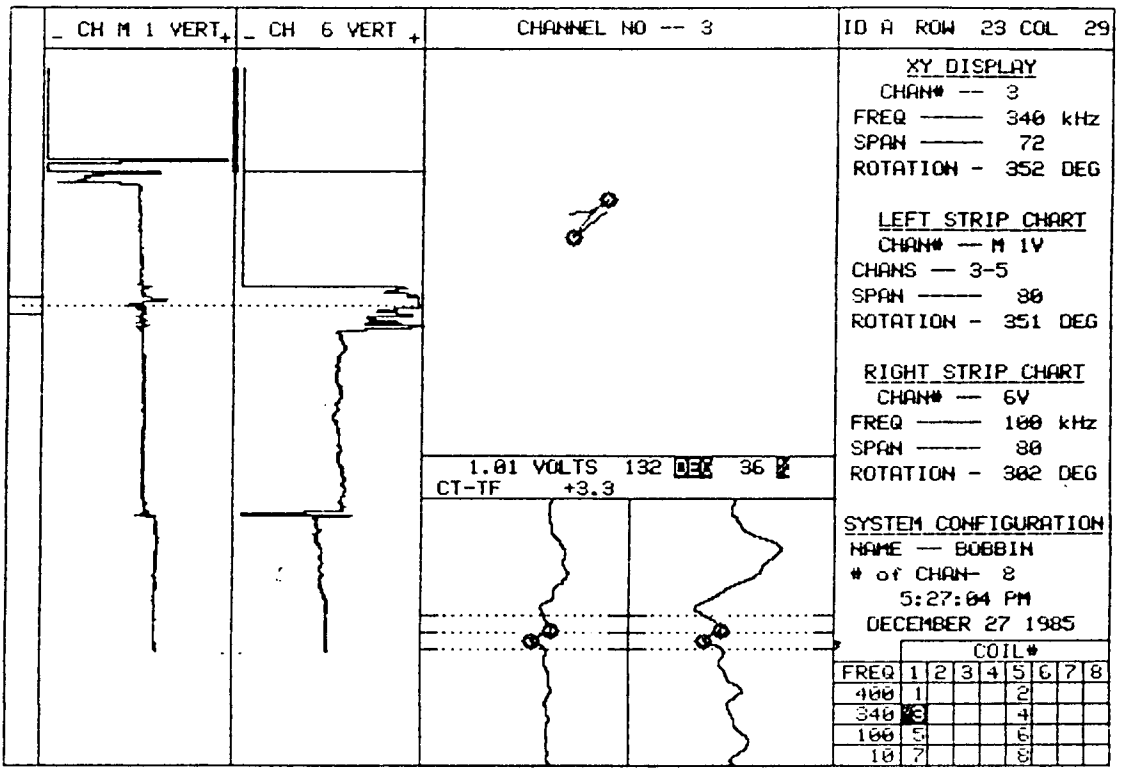 _ CH M 1 VERT +
_ CH 6 VERT +
CHANNEL NO -- 3
ID A ROW 23 COL 29
XY DISPLAY
CHAN# -- 3
FREQ ----- 340 kHz
SPAN ----- 72
ROTATION - 352 DEG
LEFT STRIP CHART
CHAN# -- M 1V
CHANS -- 3-5
SPAN ----- 80
ROTATION - 351 DEG
RIGHT STRIP CHART
CHAN# -- 6V
FREQ ----- 100 kHz
SPAN ----- 80
ROTATION - 302 DEG
1.01 VOLTS 132 DEG 36 %
CT-TF +3.3
SYSTEM CONFIGURATION
NAME -- BOBBIN
# of CHAN- 8
5:27:04 PM
DECEMBER 27 1985
COIL#
FREQ 1 2 3 4 5 6 7 8
400 1 2
340 3 4
100 5 6
10 7 8